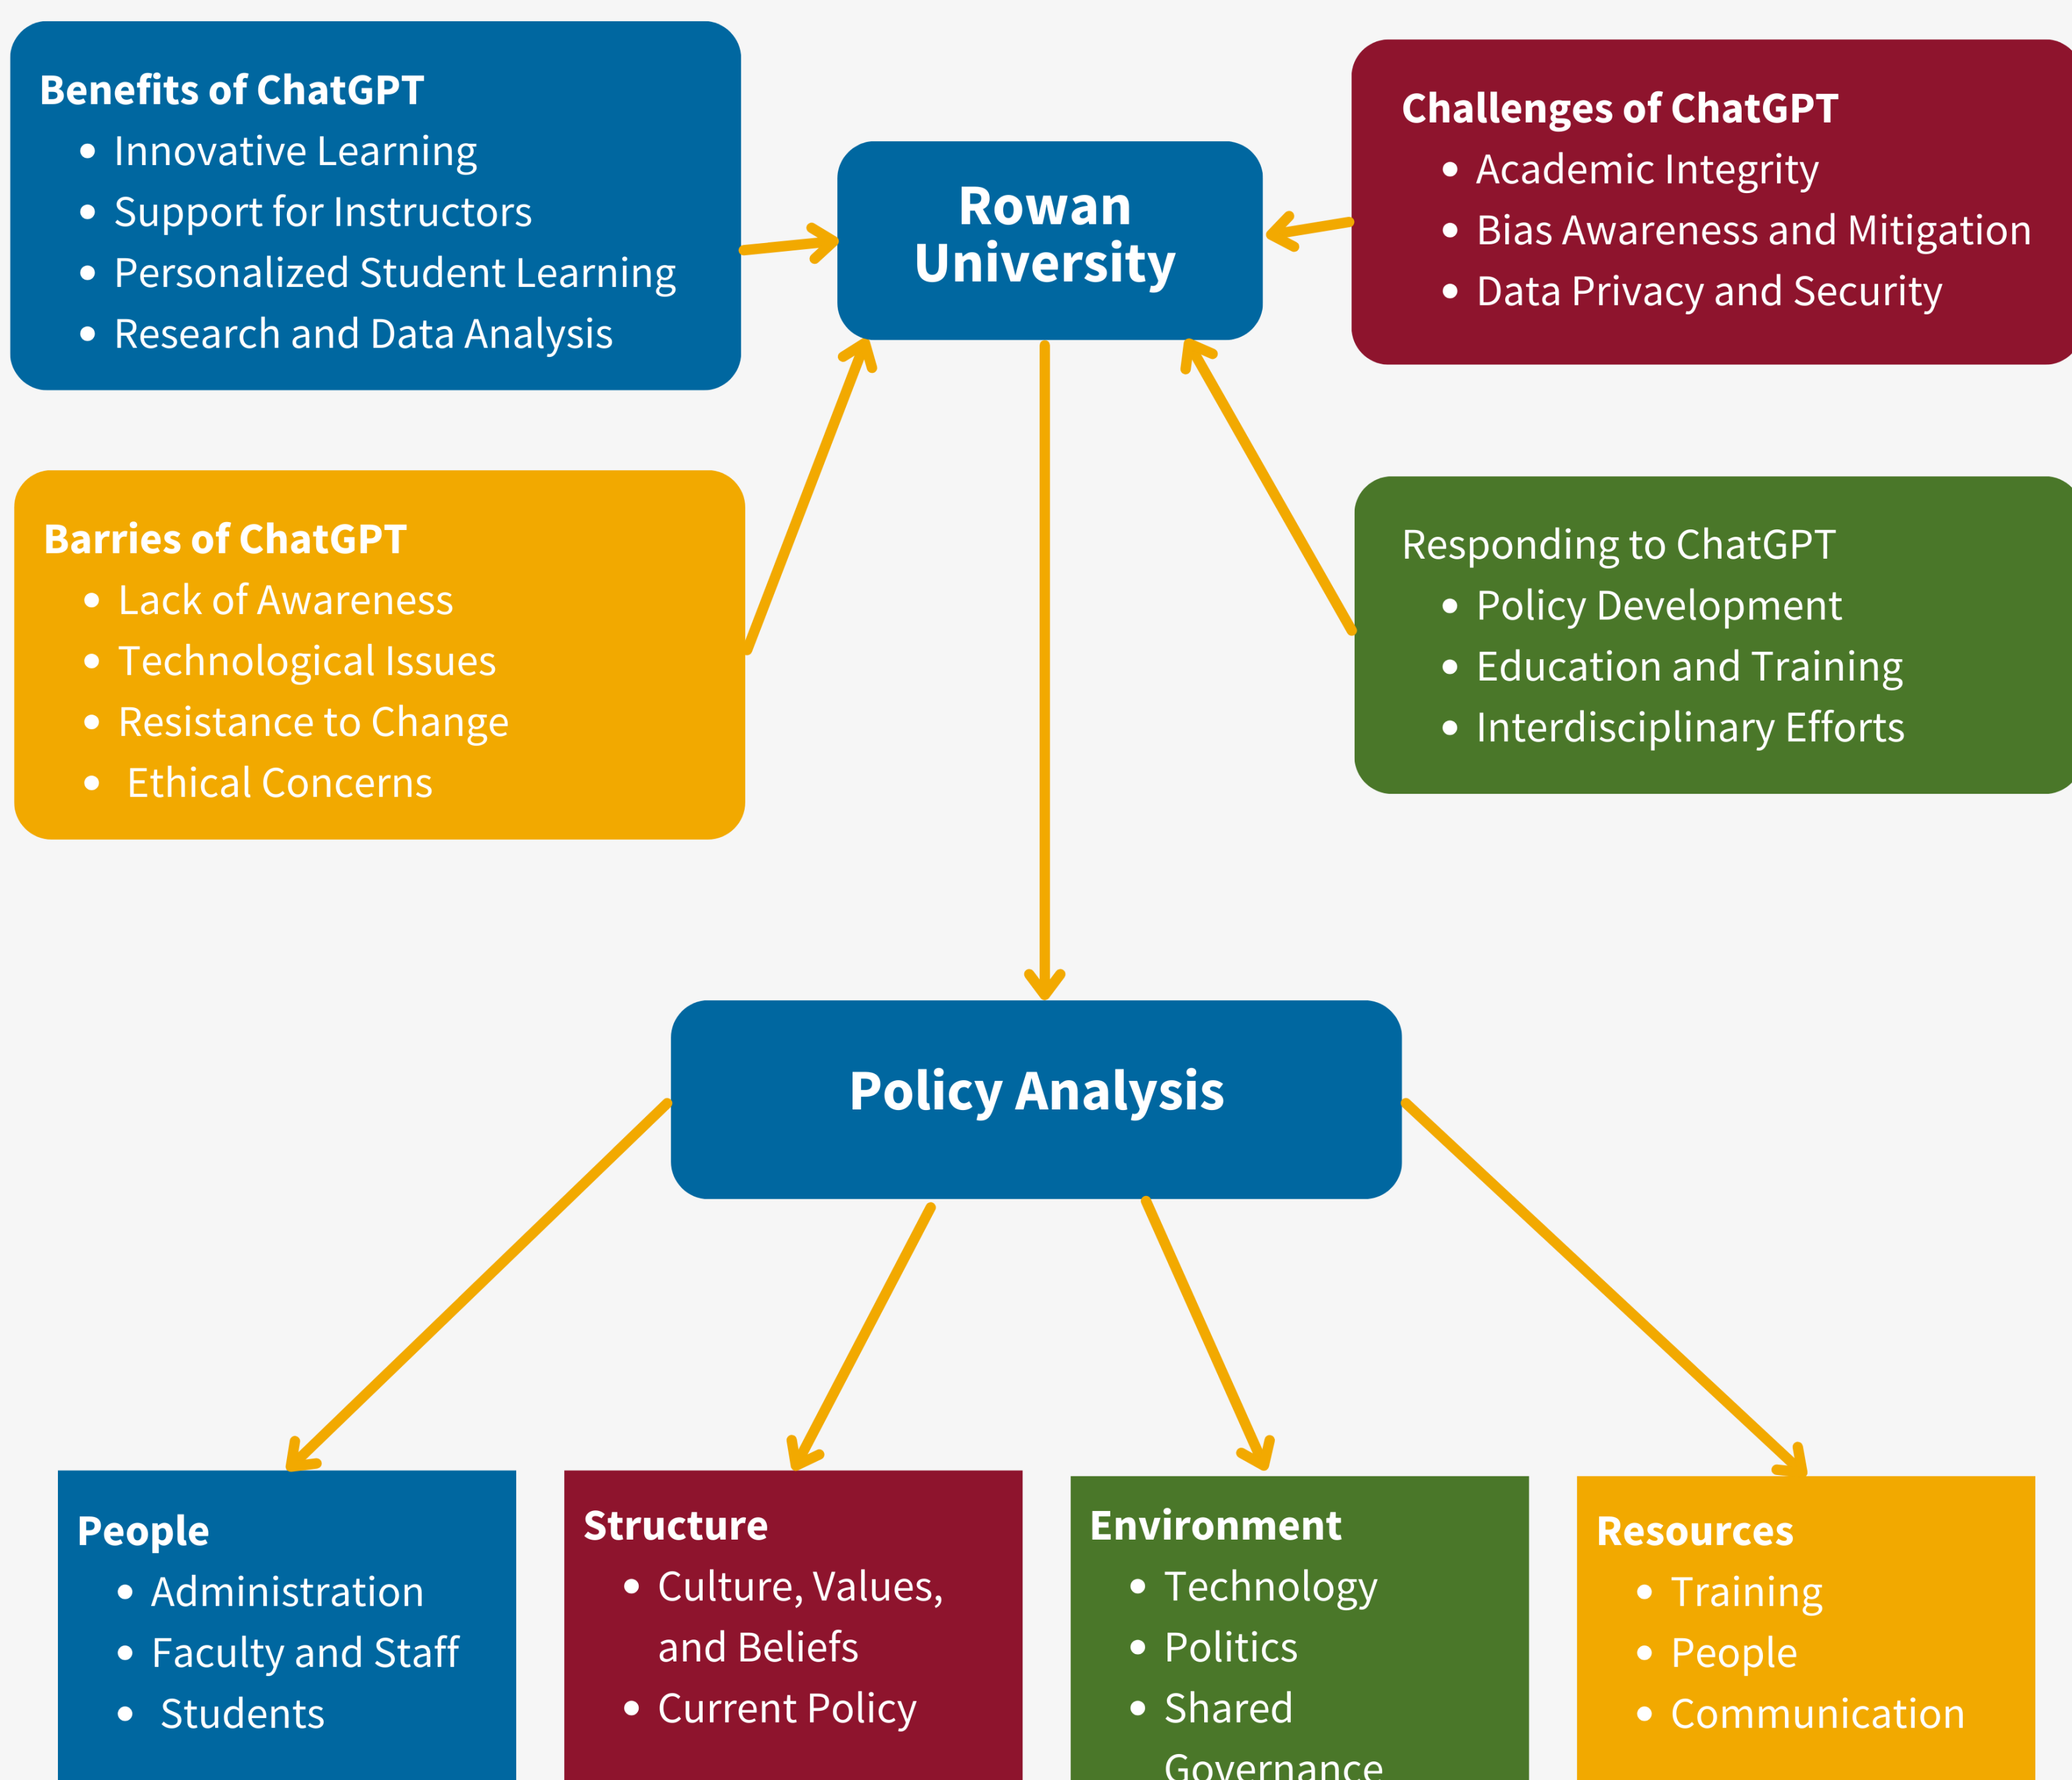 Benefits of ChatGPT
Innovative Learning
Support for Instructors
Personalized Student Learning
Research and Data Analysis
Rowan
University
Challenges of ChatGPT
Academic Integrity
Bias Awareness and Mitigation
Data Privacy and Security
Barries of ChatGPT
Lack of Awareness
Technological Issues
Resistance to Change
Ethical Concerns
Responding to ChatGPT
Policy Development
Education and Training
Interdisciplinary Efforts
Policy Analysis
People
Administration
Faculty and Staff
Students
Structure
Culture, Values,
and Beliefs
Current Policy
Environment
Technology
Politics
Shared
Governance
Resources
Training
People
Communication